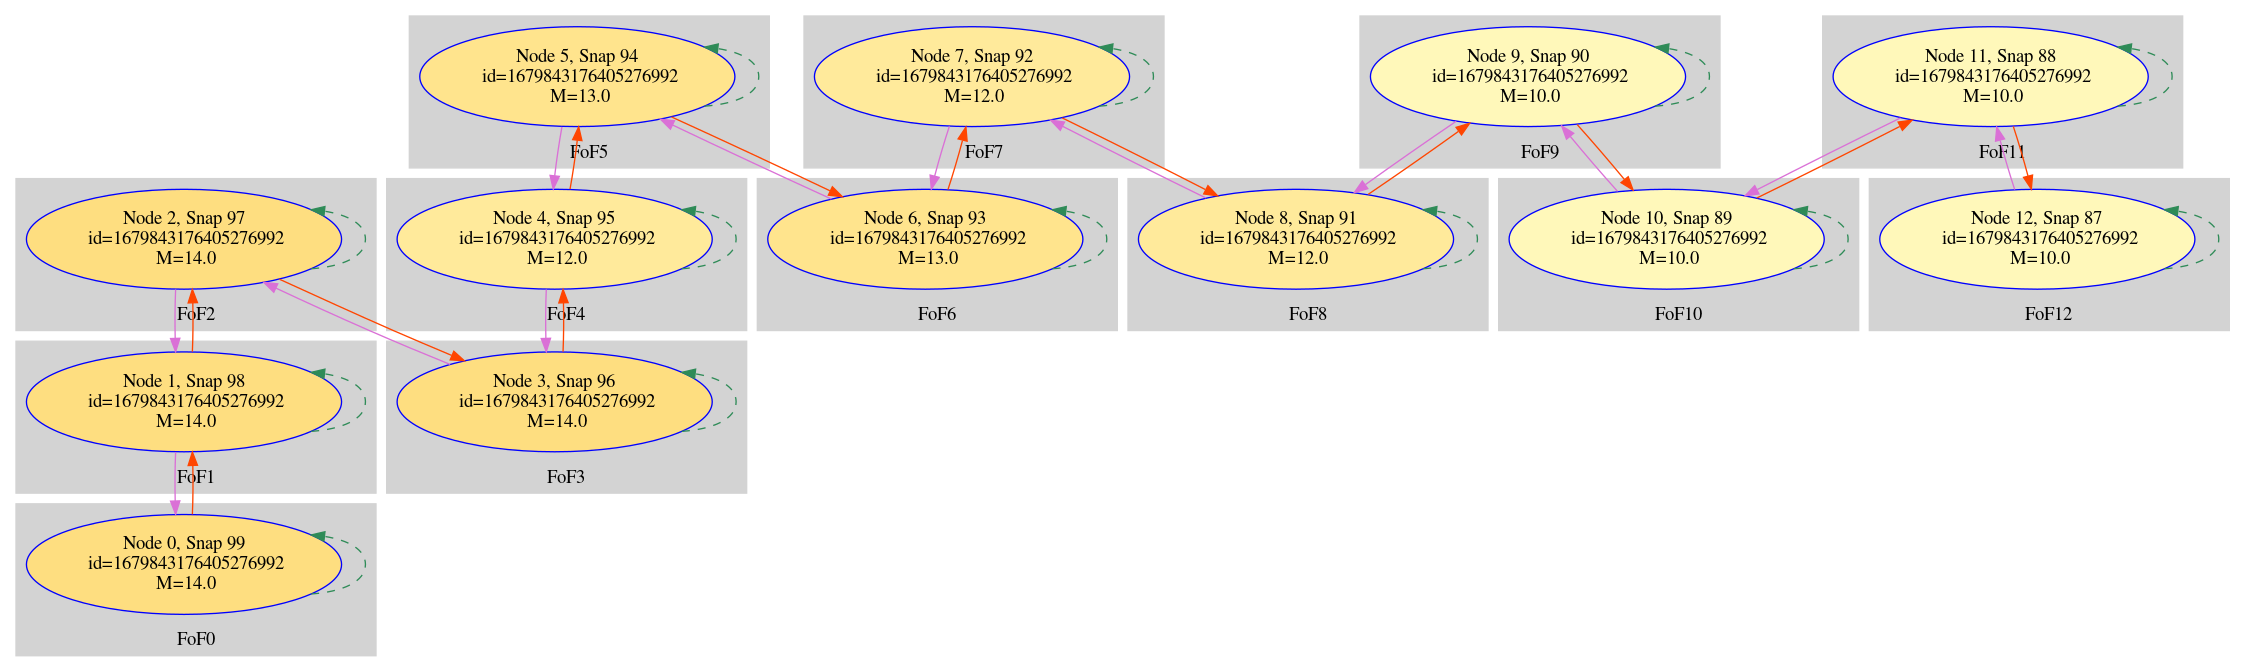 Node 5, Snap 94
id=1679843176405276992
M=13.0
FoF5
Node 7, Snap 92
id=1679843176405276992
M=12.0
FoF7
Node 9, Snap 90
id=1679843176405276992
M=10.0
FoF9
Node 11, Snap 88
id=1679843176405276992
M=10.0
FoF11
Node 2, Snap 97
id=1679843176405276992
M=14.0
FoF2
Node 4, Snap 95
id=1679843176405276992
M=12.0
FoF4
Node 6, Snap 93
id=1679843176405276992
M=13.0
FoF6
Node 8, Snap 91
id=1679843176405276992
M=12.0
FoF8
Node 10, Snap 89
id=1679843176405276992
M=10.0
FoF10
Node 12, Snap 87
id=1679843176405276992
M=10.0
FoF12
Node 1, Snap 98
id=1679843176405276992
M=14.0
FoF1
Node 3, Snap 96
id=1679843176405276992
M=14.0
FoF3
Node 0, Snap 99
id=1679843176405276992
M=14.0
FoF0